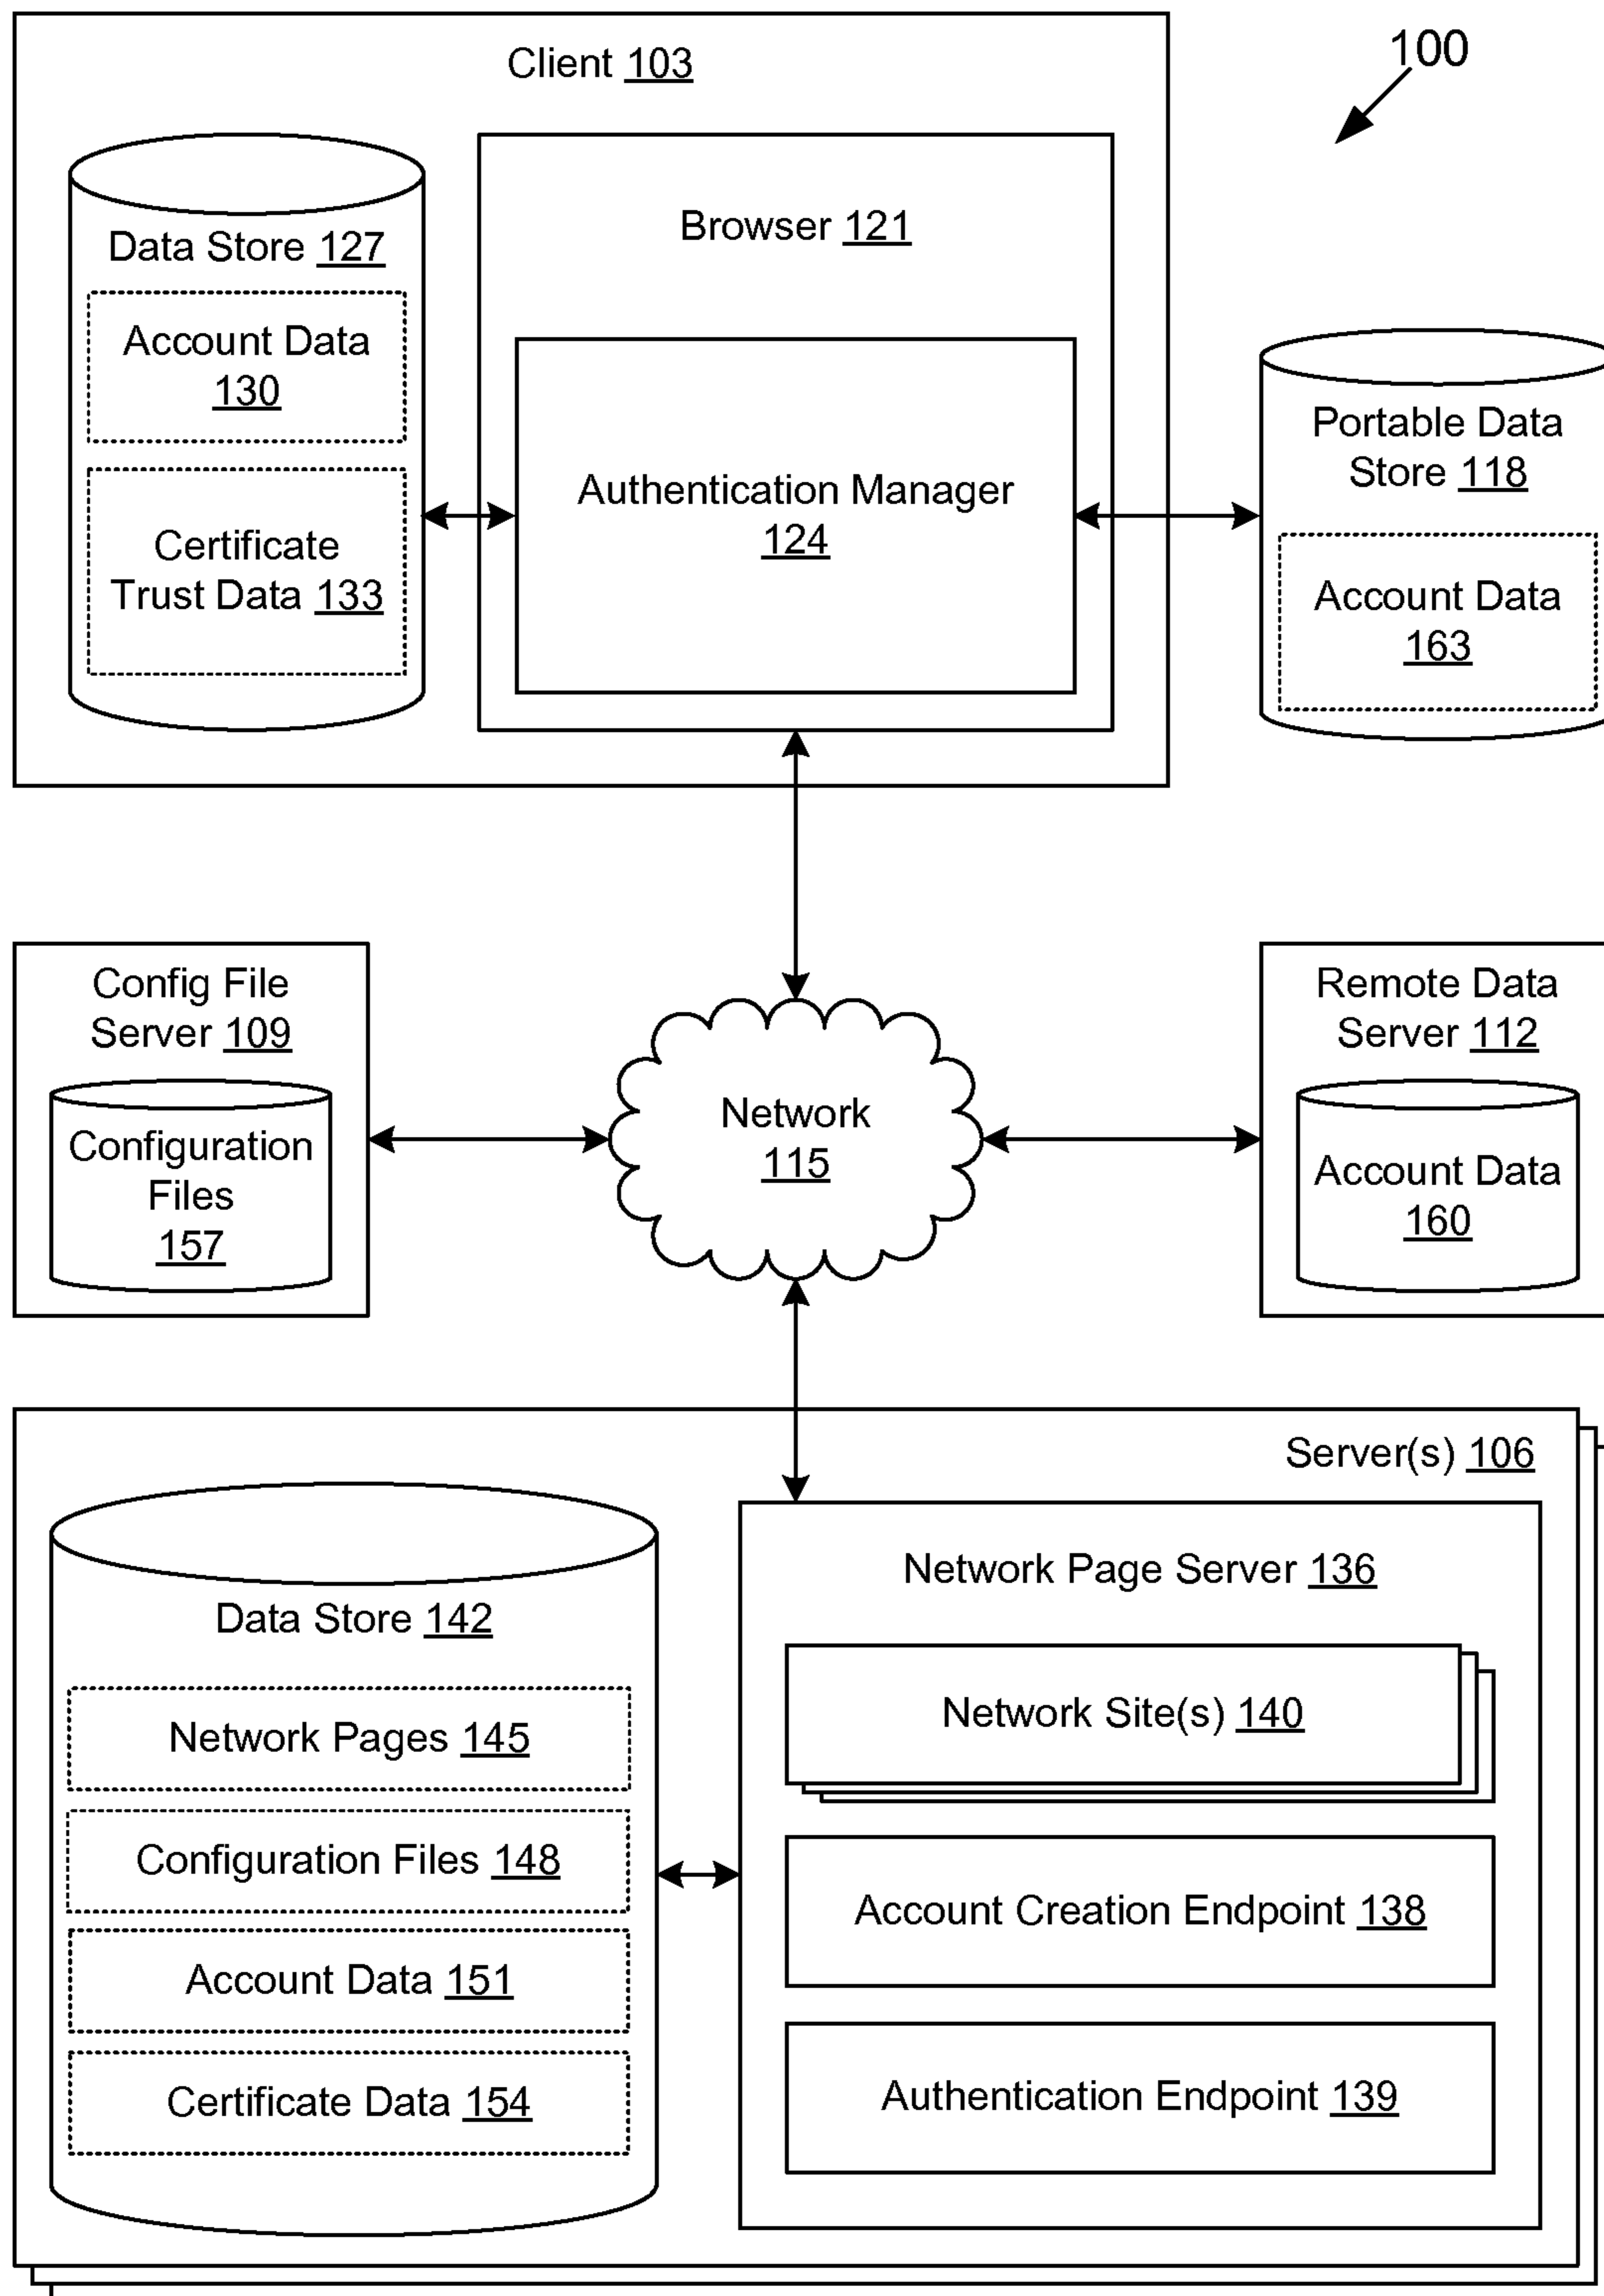 100
Client 103
Data Store 127
Account Data
130
Certificate
Trust Data 133
Browser 121
Authentication Manager
124
Portable Data
Store 118
Account Data
163
Config File
Server 109
Configuration
Files
157
Network
115
Remote Data
Server 112
Account Data
160
Server(s) 106
Data Store 142
Network Pages 145
Configuration Files 148
Account Data 151
Certificate Data 154
Network Page Server 136
Network Site(s) 140
Account Creation Endpoint 138
Authentication Endpoint 139